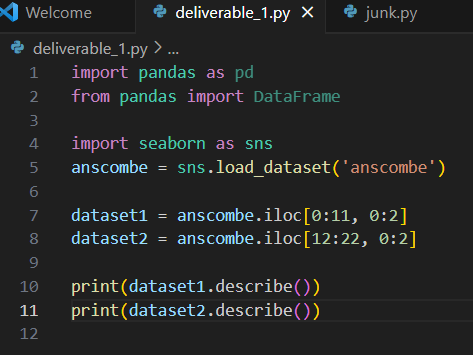 Welcome deliverable_1.py × junk.py
deliverable_1.py > ...
1 import pandas as pd
2 from pandas import DataFrame
3
4 import seaborn as sns
5 anscombe = sns.load_dataset('anscombe')
6
7 dataset1 = anscombe.iloc[0:11, 0:2]
8 dataset2 = anscombe.iloc[12:22, 0:2]
9
10 print(dataset1.describe())
11 print(dataset2.describe())
12